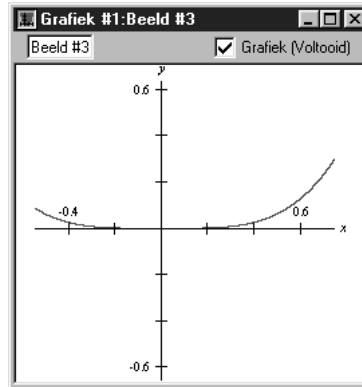 Grafiek #1:Beeld #3
Beeld #3 Grafiek (Voltooid)
y
0.6
-0.4 0.6
x
-0.6